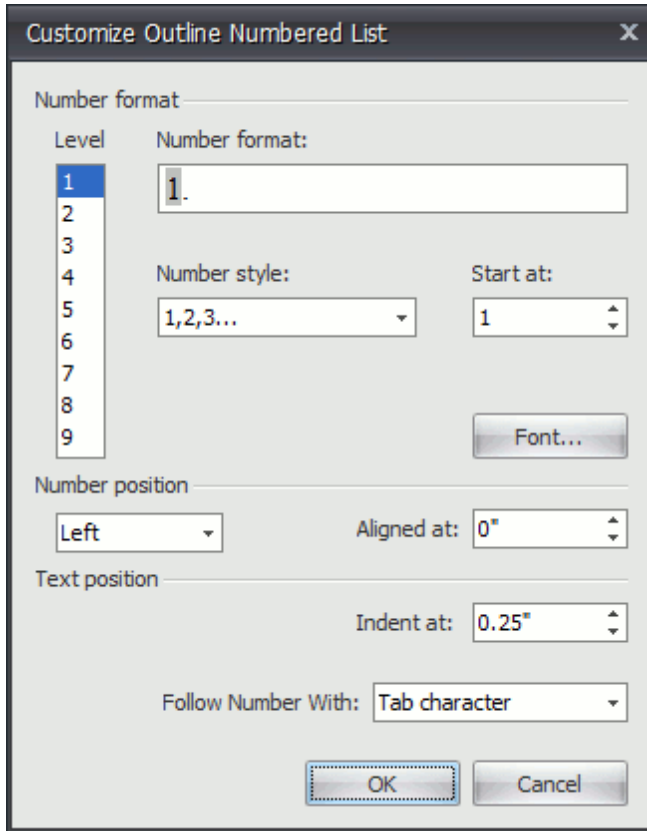 Customize Outline Numbered List x
Number format
Level Number format:
1 1.
2
3
4 Number style: Start at:
5 1,2,3... 1
6
7
8
9 Font...
Number position
Left Aligned at: 0"
Text position
Indent at: 0.25"
Follow Number With: Tab character
OK Cancel